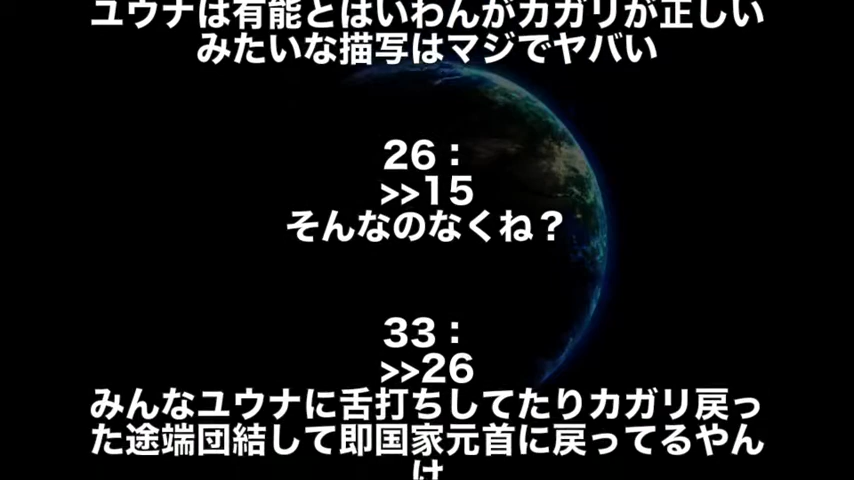 ユウナは有能とはいわんがカガリが正しい
みたいな描写はマジでヤバい
26：
>>15
そんなのなくね？
33：
>>26
みんなユウナに舌打ちしてたりカガリ戻っ
た途端団結して即国家元首に戻ってるやん
け